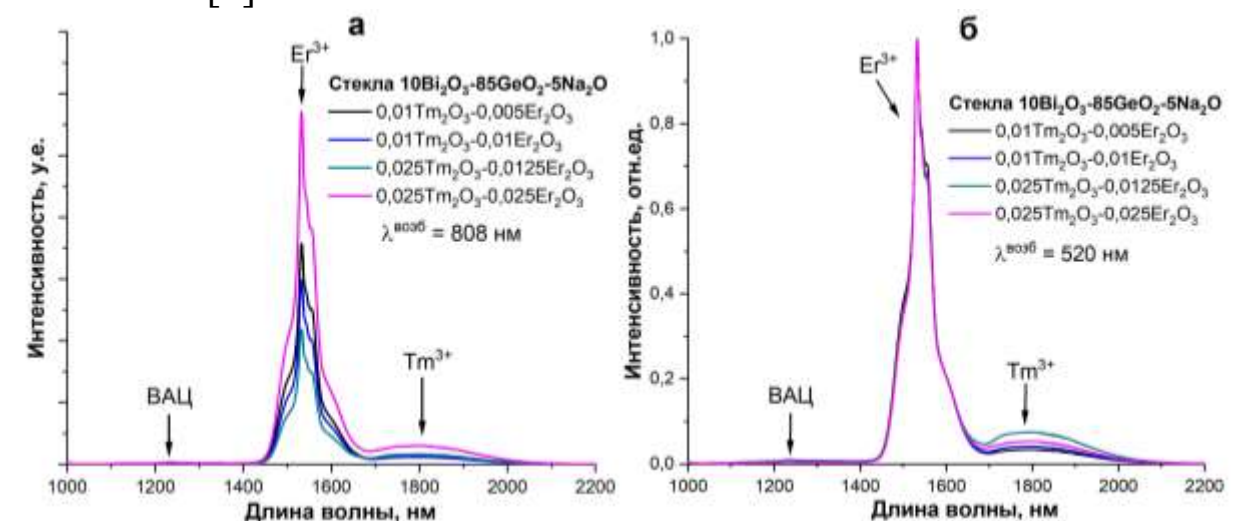 а
Er3+
Стекла 10Bi2O3-85GeO2-5Na2O
0,01Tm2O3-0,005Er2O3
0,01Tm2O3-0,01Er2O3
0,025Tm2O3-0,0125Er2O3
0,025Tm2O3-0,025Er2O3
λвозб = 808 нм
Tm3+
ВАЦ
Интенсивность, у.е.
1000 1200 1400 1600 1800 2000 2200
Длина волны, нм
б
Er3+
Стекла 10Bi2O3-85GeO2-5Na2O
0,01Tm2O3-0,005Er2O3
0,01Tm2O3-0,01Er2O3
0,025Tm2O3-0,0125Er2O3
0,025Tm2O3-0,025Er2O3
λвозб = 520 нм
Tm3+
ВАЦ
Интенсивность, отн.ед.
1,0
0,8
0,6
0,4
0,2
0,0
1000 1200 1400 1600 1800 2000 2200
Длина волны, нм